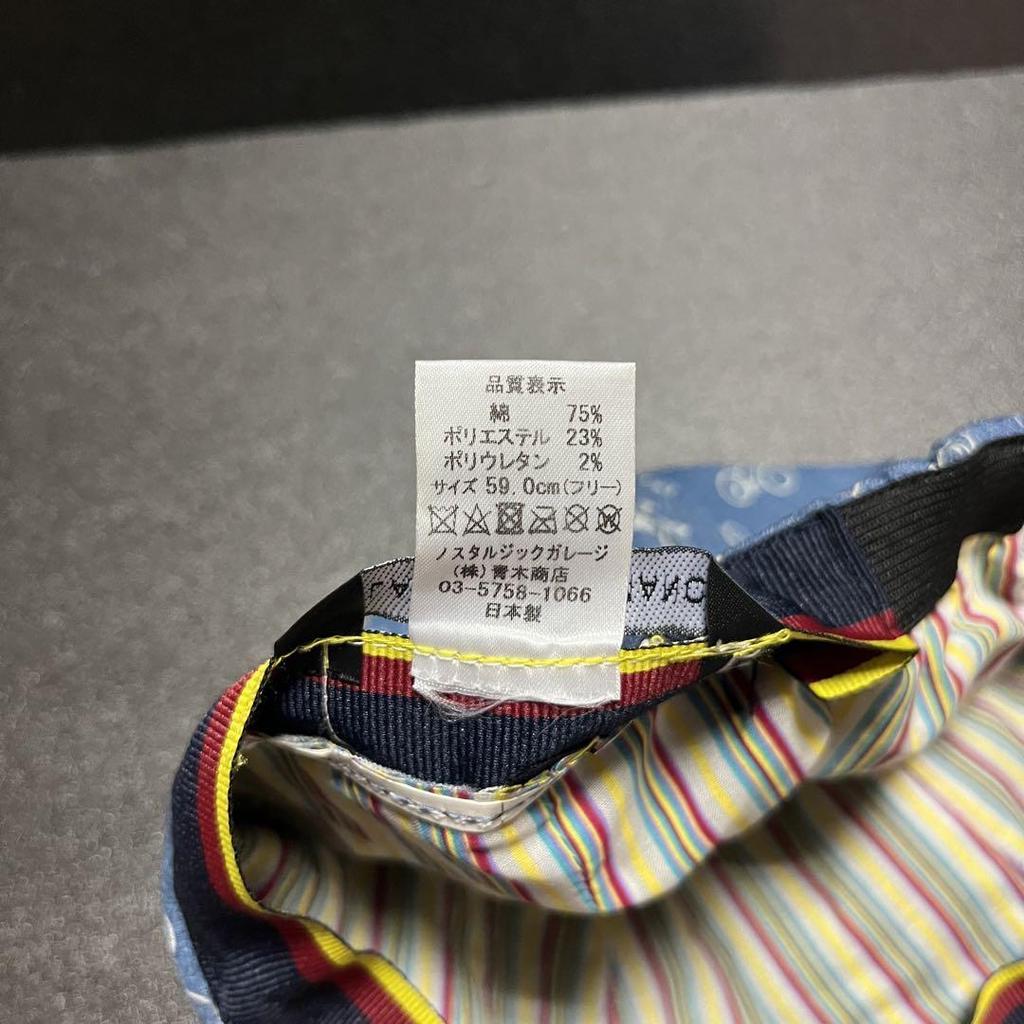 品質表示
綿 75%
ポリエステル 23%
ポリウレタン 2%
サイズ 59.0cm(フリー)
ノスタルジックガレージ
(株)青木商店
03-5758-1066
日本製